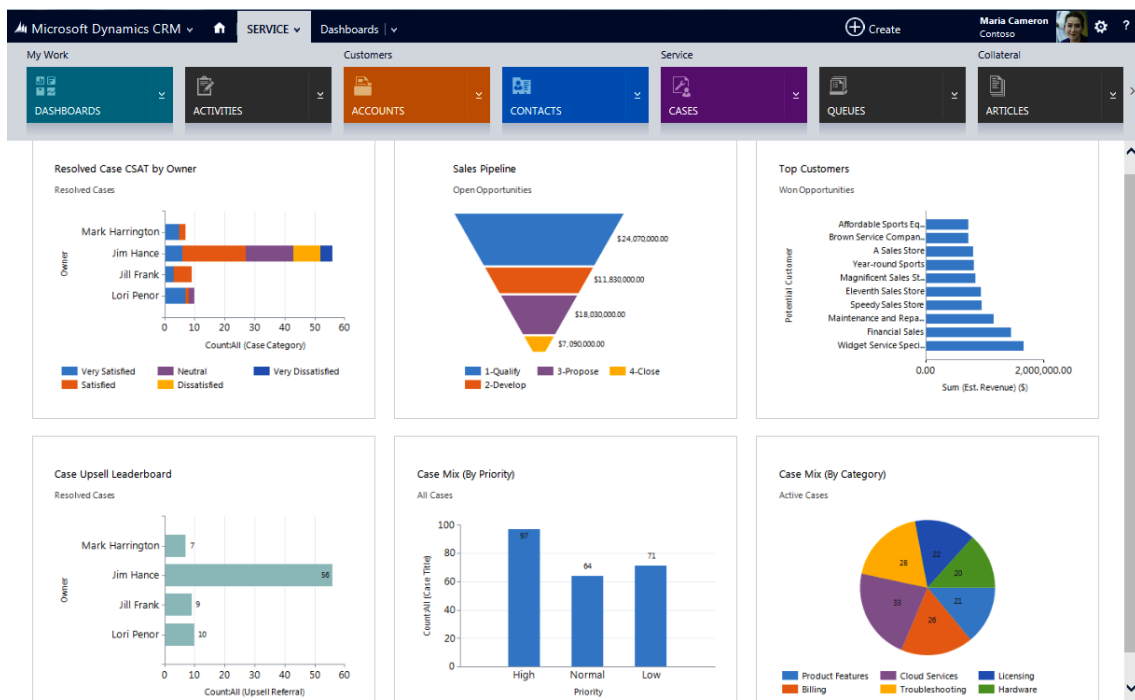 Microsoft Dynamics CRM
SERVICE
Dashboards
Create
Maria Cameron
Contoso
?
My Work
Customers
Service
Collateral
DASHBOARDS
ACTIVITIES
ACCOUNTS
CONTACTS
CASES
QUEUES
ARTICLES
Resolved Case CSAT by Owner
Resolved Cases
Owner
Mark Harrington
Jim Hance
Jill Frank
Lori Penor
0 10 20 30 40 50 60
Count:All (Case Category)
Very Satisfied Neutral Very Dissatisfied
Satisfied Dissatisfied
Sales Pipeline
Open Opportunities
$24,070,000.00
$11,830,000.00
$18,030,000.00
$7,090,000.00
1-Qualify 3-Propose 4-Close
2-Develop
Top Customers
Won Opportunities
Potential Customer
Affordable Sports Eq...
Brown Service Compan...
A Sales Store
Year-round Sports
Magnificent Sales St...
Eleventh Sales Store
Speedy Sales Store
Maintenance and Repa...
Financial Sales
Widget Service Speci...
0.00 2,000,000.00
Sum (Est. Revenue) ($)
Case Upsell Leaderboard
Resolved Cases
Owner
Mark Harrington 7
Jim Hance 56
Jill Frank 9
Lori Penor 10
0 10 20 30 40 50 60
Count:All (Upsell Referral)
Case Mix (By Priority)
All Cases
Count:All (Case Title)
100
80
60
40
20
0
97
64
71
High Normal Low
Priority
Case Mix (By Category)
Active Cases
22
20
21
26
33
28
Product Features Cloud Services Licensing
Billing Troubleshooting Hardware